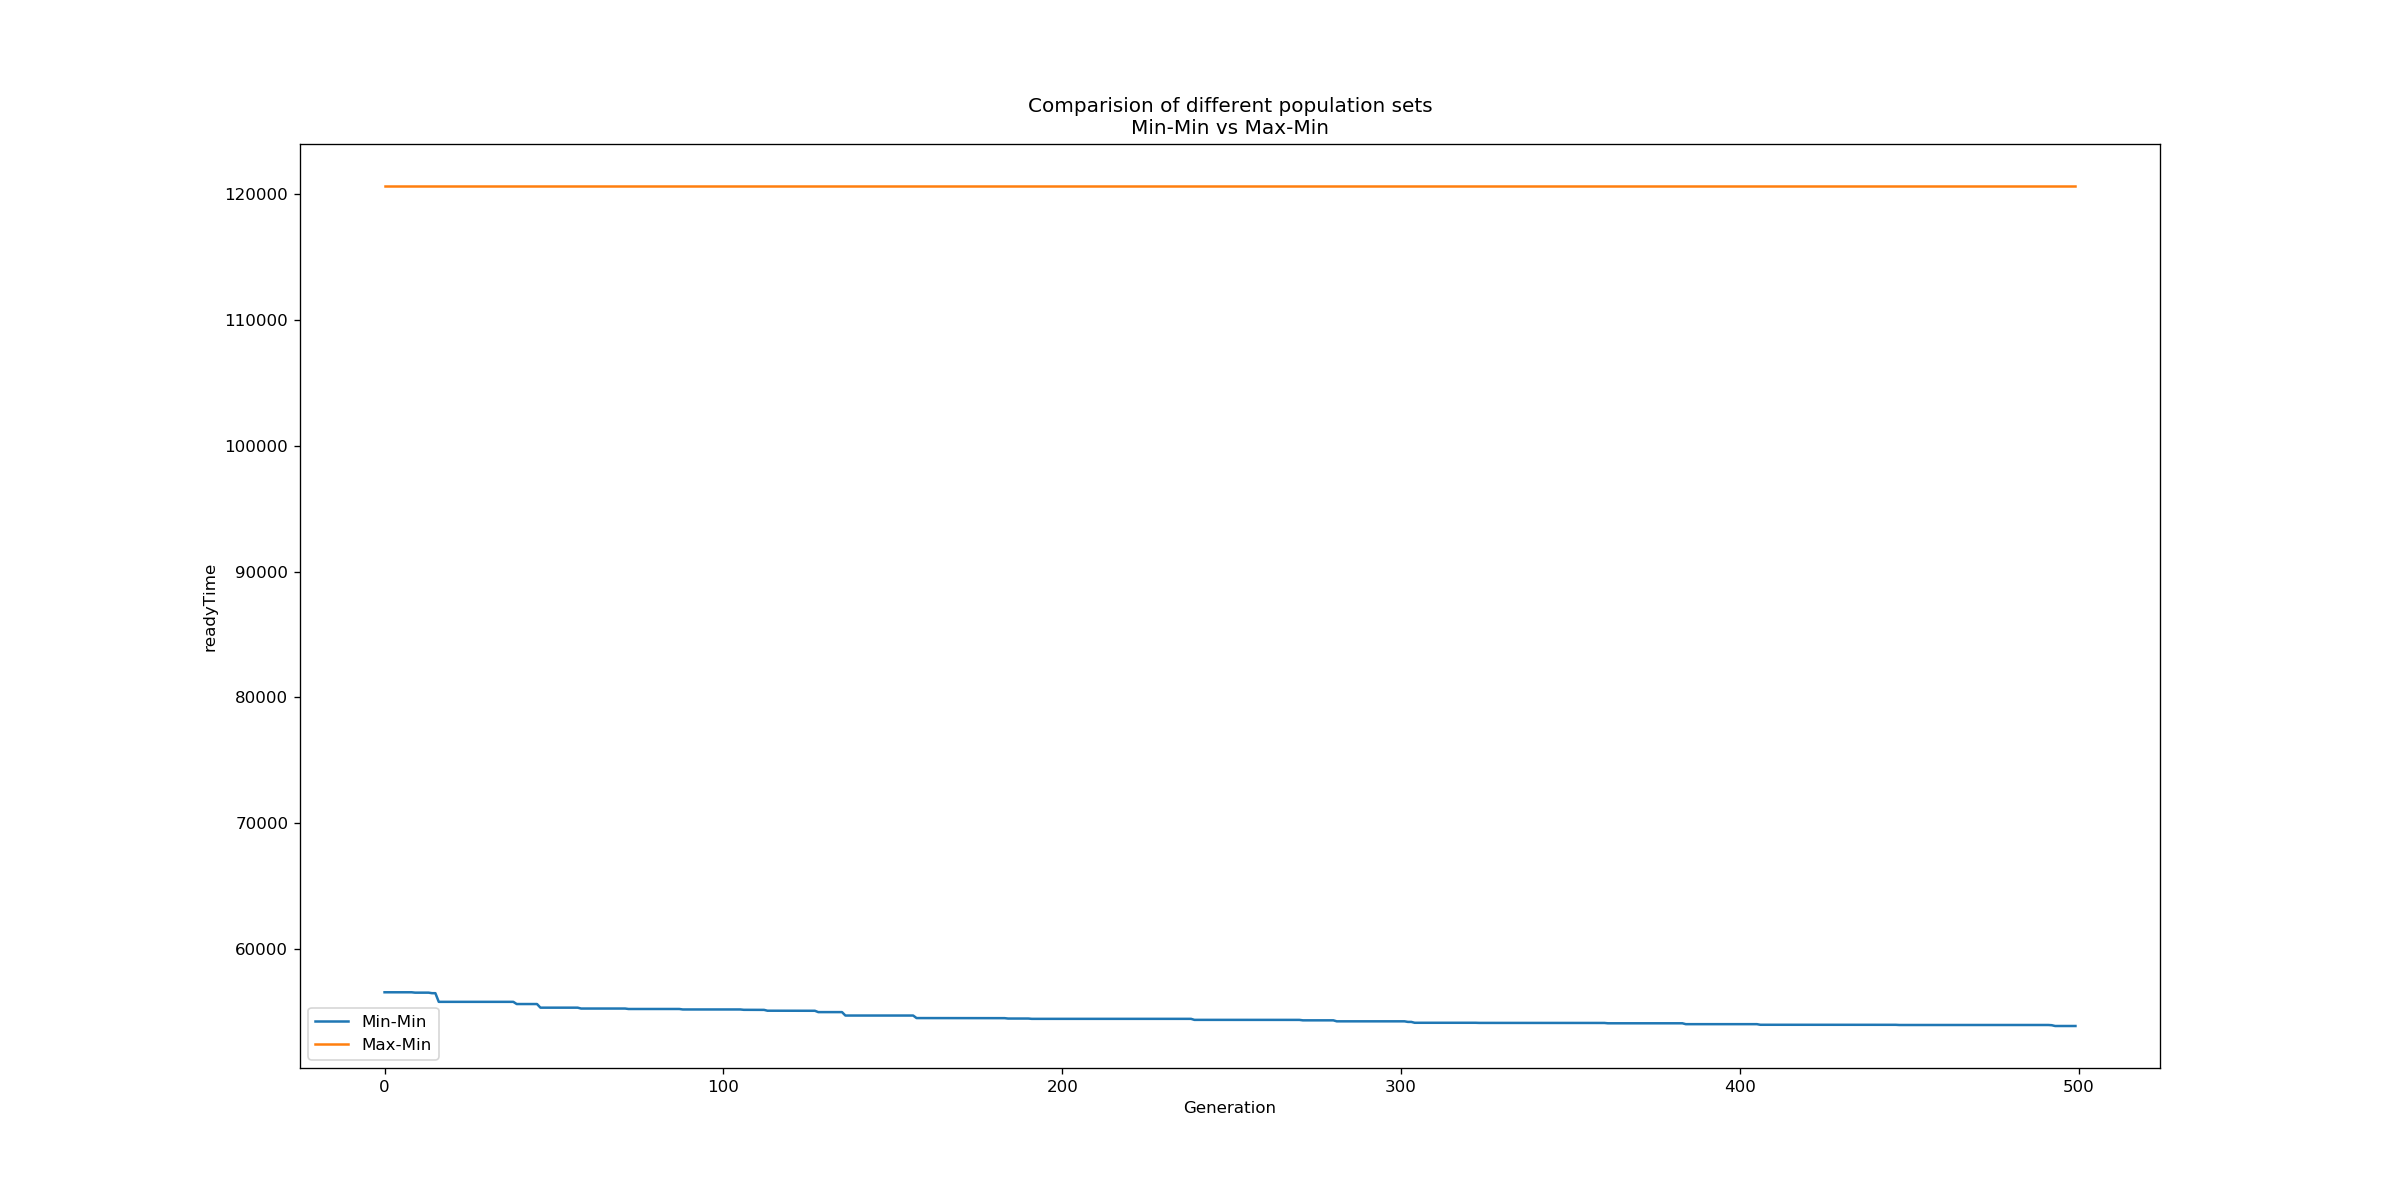 Comparision of different population sets
Min-Min vs Max-Min
120000
110000
100000
90000
80000
70000
60000
readyTime
Min-Min
Max-Min
0 100 200 300 400 500
Generation